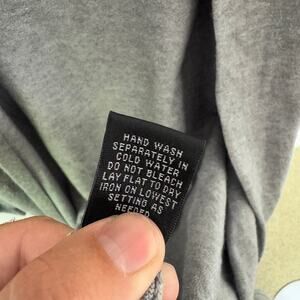 HAND WASH
SEPARATELY IN
COLD WATER
DO NOT BLEACH
LAY FLAT TO DRY
IRON ON LOWEST
SETTING AS
NEEDED